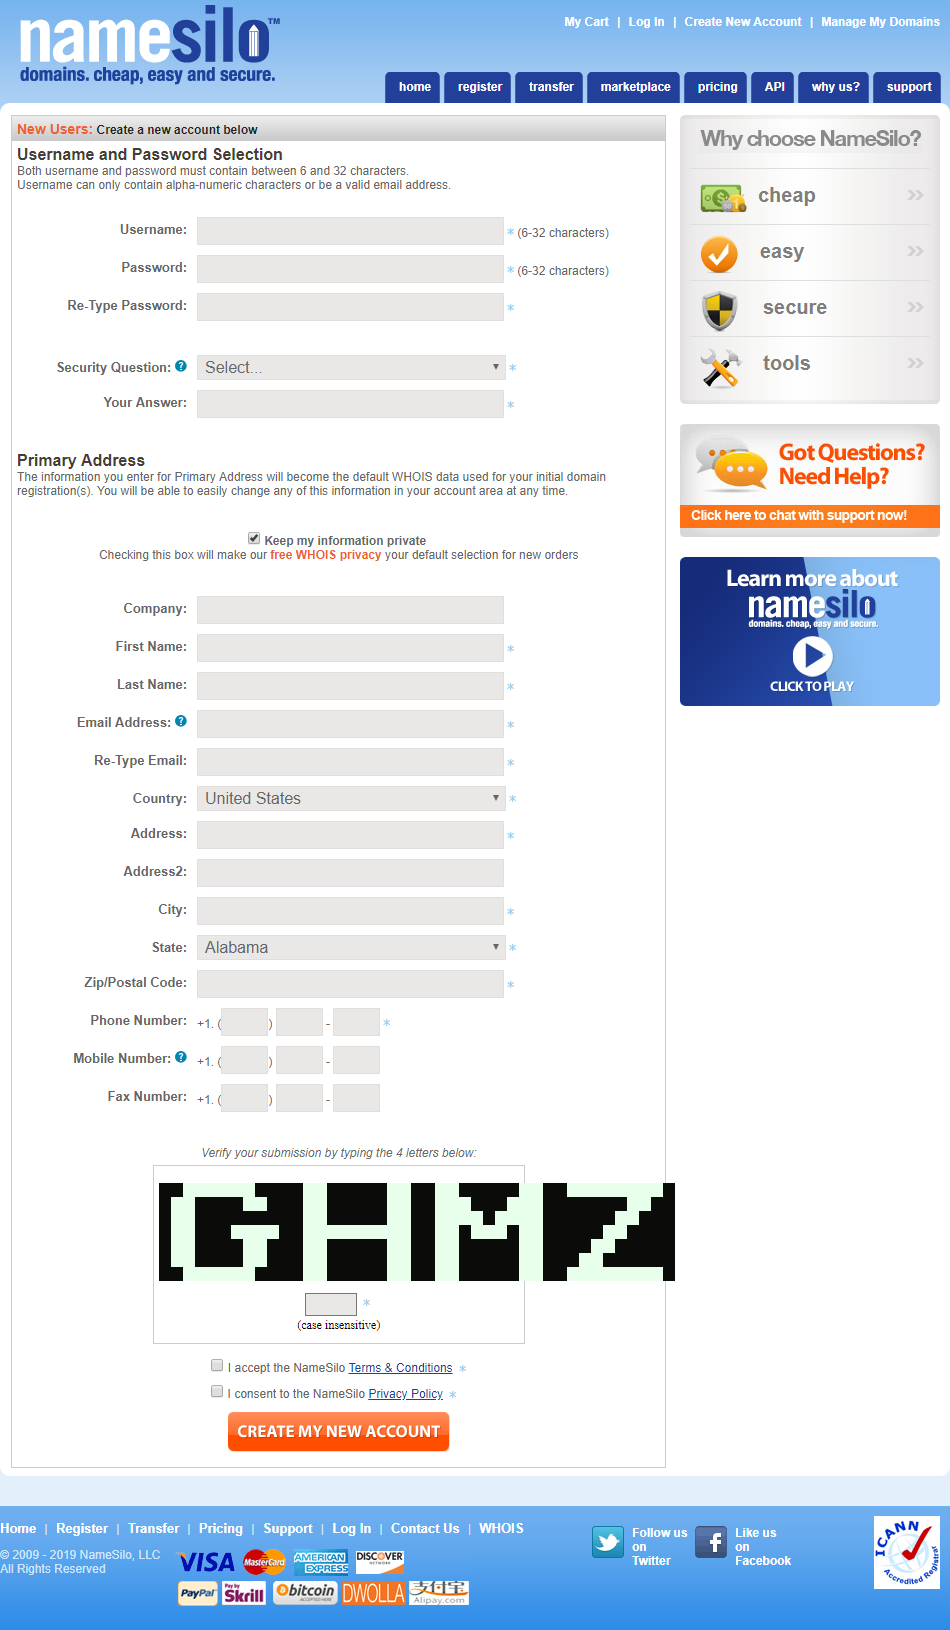 namesilo™
domains. cheap, easy and secure.
My Cart | Log In | Create New Account | Manage My Domains
home register transfer marketplace pricing API why us? support
New Users: Create a new account below
Username and Password Selection
Both username and password must contain between 6 and 32 characters.
Username can only contain alpha-numeric characters or be a valid email address.
Username: * (6-32 characters)
Password: * (6-32 characters)
Re-Type Password: *
Security Question: ? Select... *
Your Answer: *
Primary Address
The information you enter for Primary Address will become the default WHOIS data used for your initial domain
registration(s). You will be able to easily change any of this information in your account area at any time.
Keep my information private
Checking this box will make our free WHOIS privacy your default selection for new orders
Company:
First Name: *
Last Name: *
Email Address: ? *
Re-Type Email: *
Country: United States *
Address: *
Address2:
City: *
State: Alabama *
Zip/Postal Code: *
Phone Number: +1. ( ) - *
Mobile Number: ? +1. ( ) -
Fax Number: +1. ( ) -
Verify your submission by typing the 4 letters below:
GHMZ
*
(case insensitive)
I accept the NameSilo Terms & Conditions *
I consent to the NameSilo Privacy Policy *
CREATE MY NEW ACCOUNT
Why choose NameSilo?
cheap »
easy »
secure »
tools »
Got Questions?
Need Help?
Click here to chat with support now!
Learn more about
namesilo
domains. cheap, easy and secure.
CLICK TO PLAY
Home | Register | Transfer | Pricing | Support | Log In | Contact Us | WHOIS
© 2009 - 2019 NameSilo, LLC
All Rights Reserved
VISA MasterCard AMERICAN EXPRESS DISCOVER NETWORK
PayPal Pay by Skrill bitcoin ACCEPTED HERE DWOLLA 支付宝 Alipay.com
Follow us
on
Twitter
Like us
on
Facebook
ICANN
Accredited Registrar